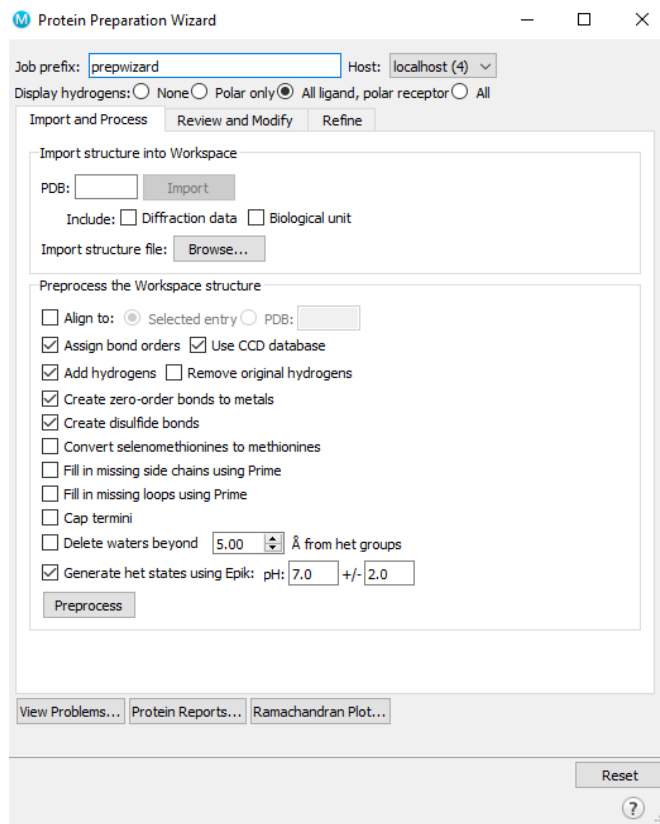 M Protein Preparation Wizard
Job prefix: prepwizard Host: localhost (4)
Display hydrogens: None Polar only All ligand, polar receptor All
Import and Process Review and Modify Refine
Import structure into Workspace
PDB: Import
Include: Diffraction data Biological unit
Import structure file: Browse...
Preprocess the Workspace structure
Align to: Selected entry PDB:
Assign bond orders Use CCD database
Add hydrogens Remove original hydrogens
Create zero-order bonds to metals
Create disulfide bonds
Convert selenomethionines to methionines
Fill in missing side chains using Prime
Fill in missing loops using Prime
Cap termini
Delete waters beyond 5.00 Å from het groups
Generate het states using Epik: pH: 7.0 +/- 2.0
Preprocess
View Problems... Protein Reports... Ramachandran Plot...
Reset
?